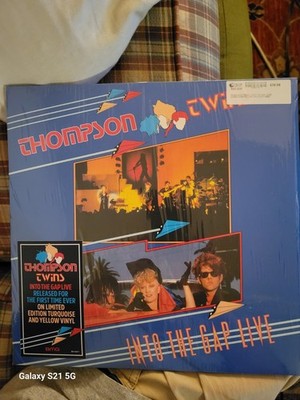 THOMPSON
TWINS
THOMPSON
TWINS
INTO THE GAP LIVE
RELEASED FOR
THE FIRST TIME EVER
ON LIMITED
EDITION TURQUOISE
AND YELLOW VINYL
INTO THE GAP LIVE
Galaxy S21 5G